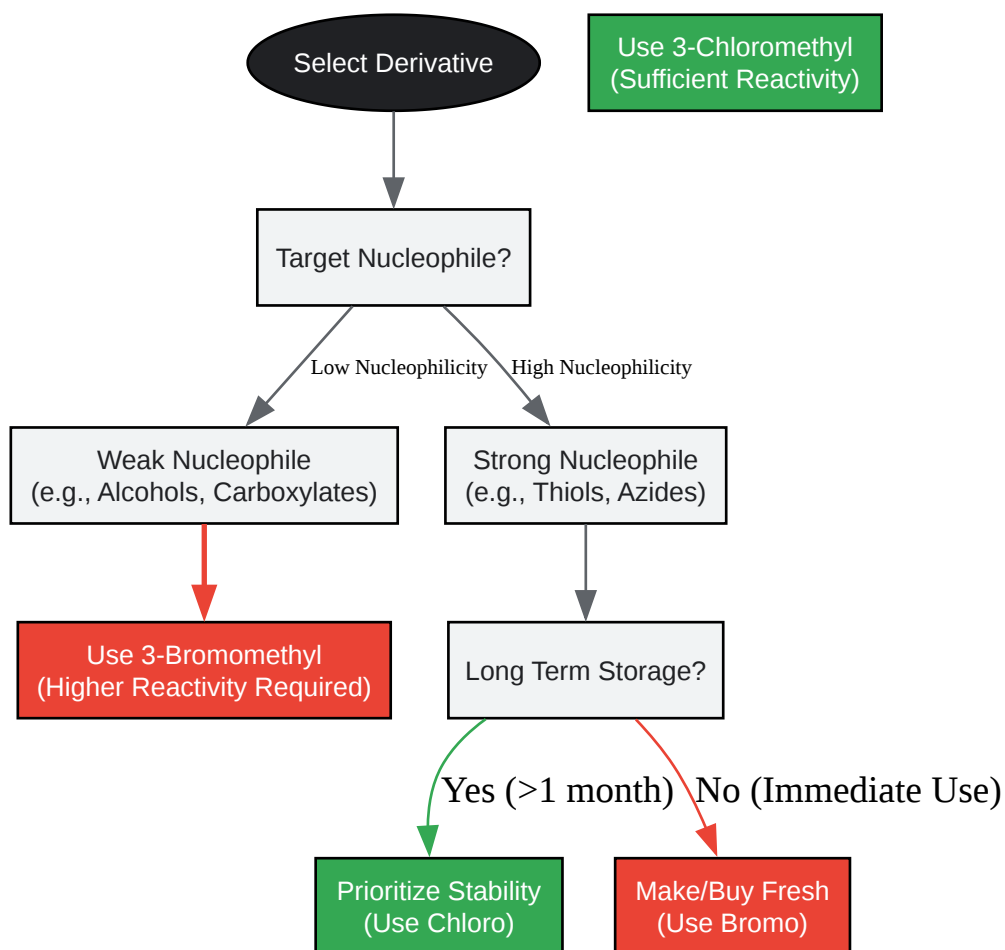 Select Derivative
Use 3-Chloromethyl
(Sufficient Reactivity)
Target Nucleophile?
Low Nucleophilicity
High Nucleophilicity
Weak Nucleophile
(e.g., Alcohols, Carboxylates)
Strong Nucleophile
(e.g., Thiols, Azides)
Use 3-Bromomethyl
(Higher Reactivity Required)
Long Term Storage?
Yes (>1 month)
No (Immediate Use)
Prioritize Stability
(Use Chloro)
Make/Buy Fresh
(Use Bromo)